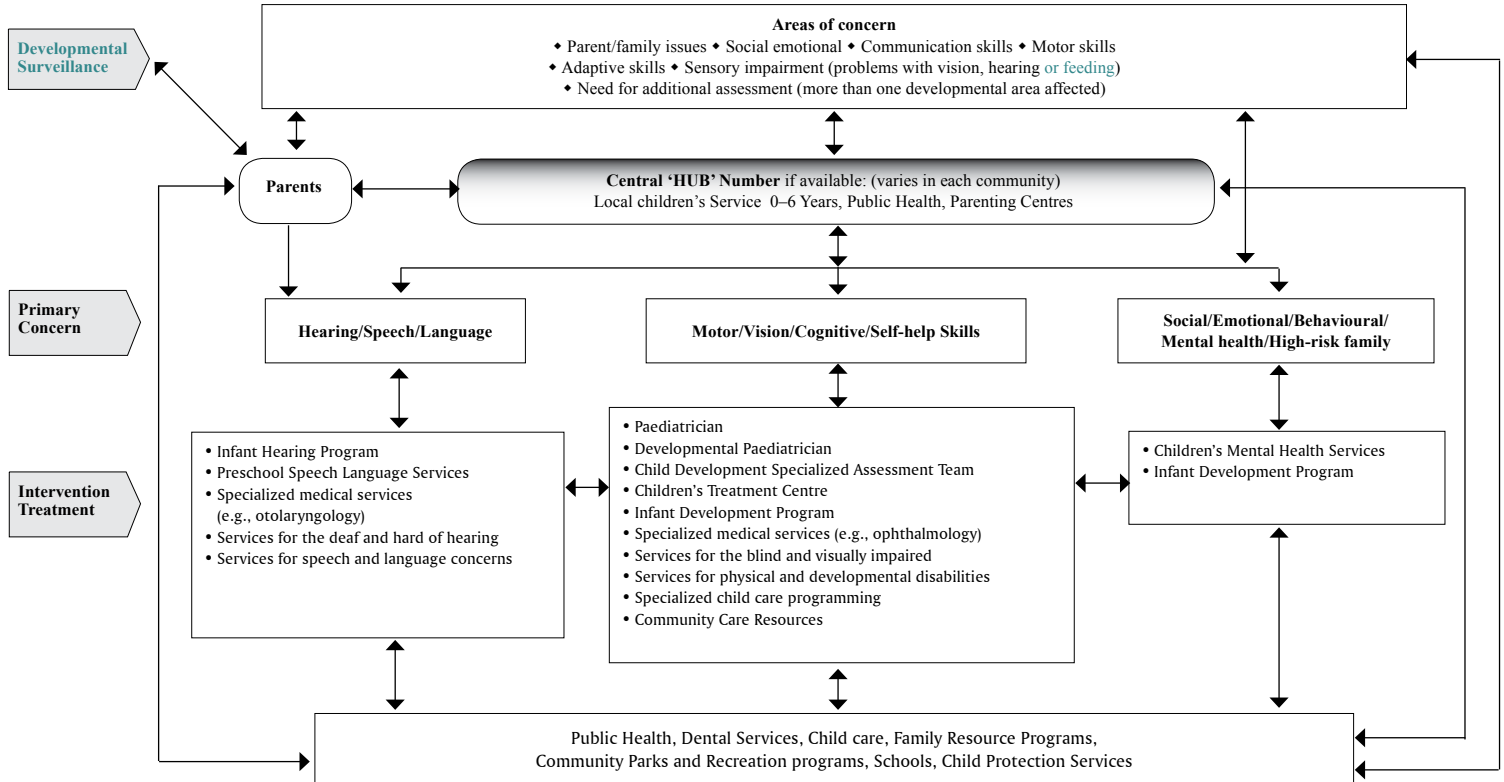 Areas of concern
◆ Parent/family issues ◆ Social emotional ◆ Communication skills ◆ Motor skills
◆ Adaptive skills ◆ Sensory impairment (problems with vision, hearing or feeding)
◆ Need for additional assessment (more than one developmental area affected)
Developmental
Surveillance
Parents
Central ‘HUB’ Number if available: (varies in each community)
Local children’s Service 0–6 Years, Public Health, Parenting Centres
Primary
Concern
Hearing/Speech/Language
Motor/Vision/Cognitive/Self-help Skills
Social/Emotional/Behavioural/
Mental health/High-risk family
Intervention
Treatment
• Infant Hearing Program
• Preschool Speech Language Services
• Specialized medical services
(e.g., otolaryngology)
• Services for the deaf and hard of hearing
• Services for speech and language concerns
• Paediatrician
• Developmental Paediatrician
• Child Development Specialized Assessment Team
• Children’s Treatment Centre
• Infant Development Program
• Specialized medical services (e.g., ophthalmology)
• Services for the blind and visually impaired
• Services for physical and developmental disabilities
• Specialized child care programming
• Community Care Resources
• Children’s Mental Health Services
• Infant Development Program
Public Health, Dental Services, Child care, Family Resource Programs,
Community Parks and Recreation programs, Schools, Child Protection Services